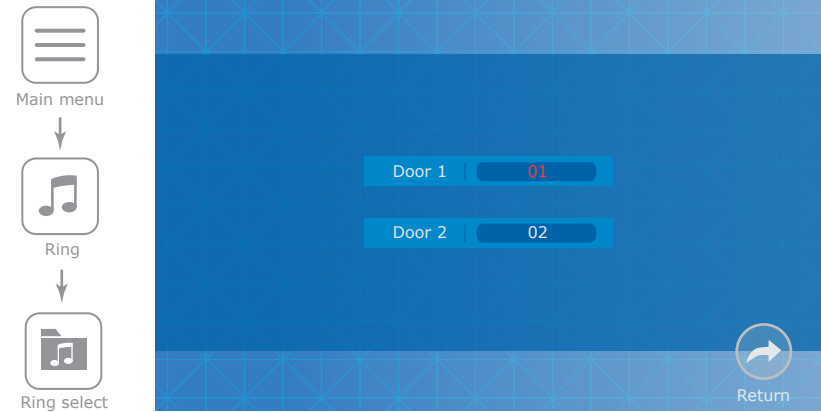 Main menu
Ring
Ring select
Door 1 01
Door 2 02
Return